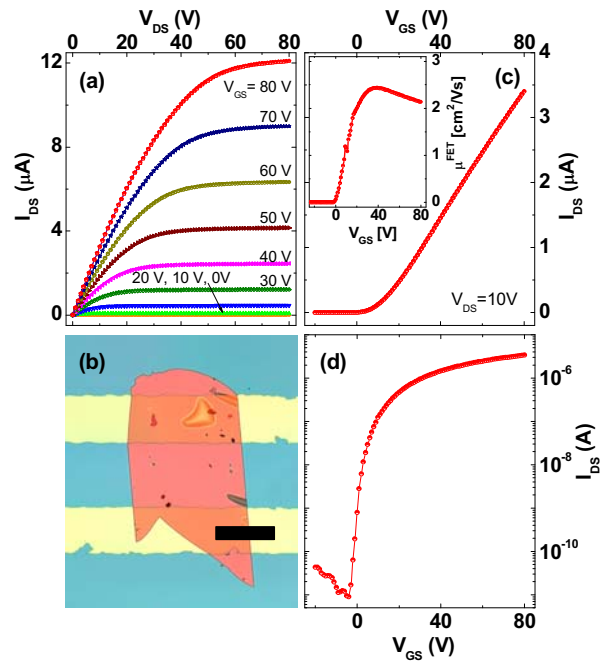 V_DS (V)
0 20 40 60 80
V_GS (V)
0 20 40 60 80
12
8
4
0
I_DS (μA)
(a)
V_GS = 80 V
70 V
60 V
50 V
40 V
20 V, 10 V, 0V
30 V
(c)
4
3
2
1
0
I_DS (μA)
3
2
1
0
μ^FET [cm²/Vs]
0 40 80
V_GS [V]
V_DS=10V
(b)
(d)
10^-6
10^-8
10^-10
I_DS (A)
0 40 80
V_GS (V)